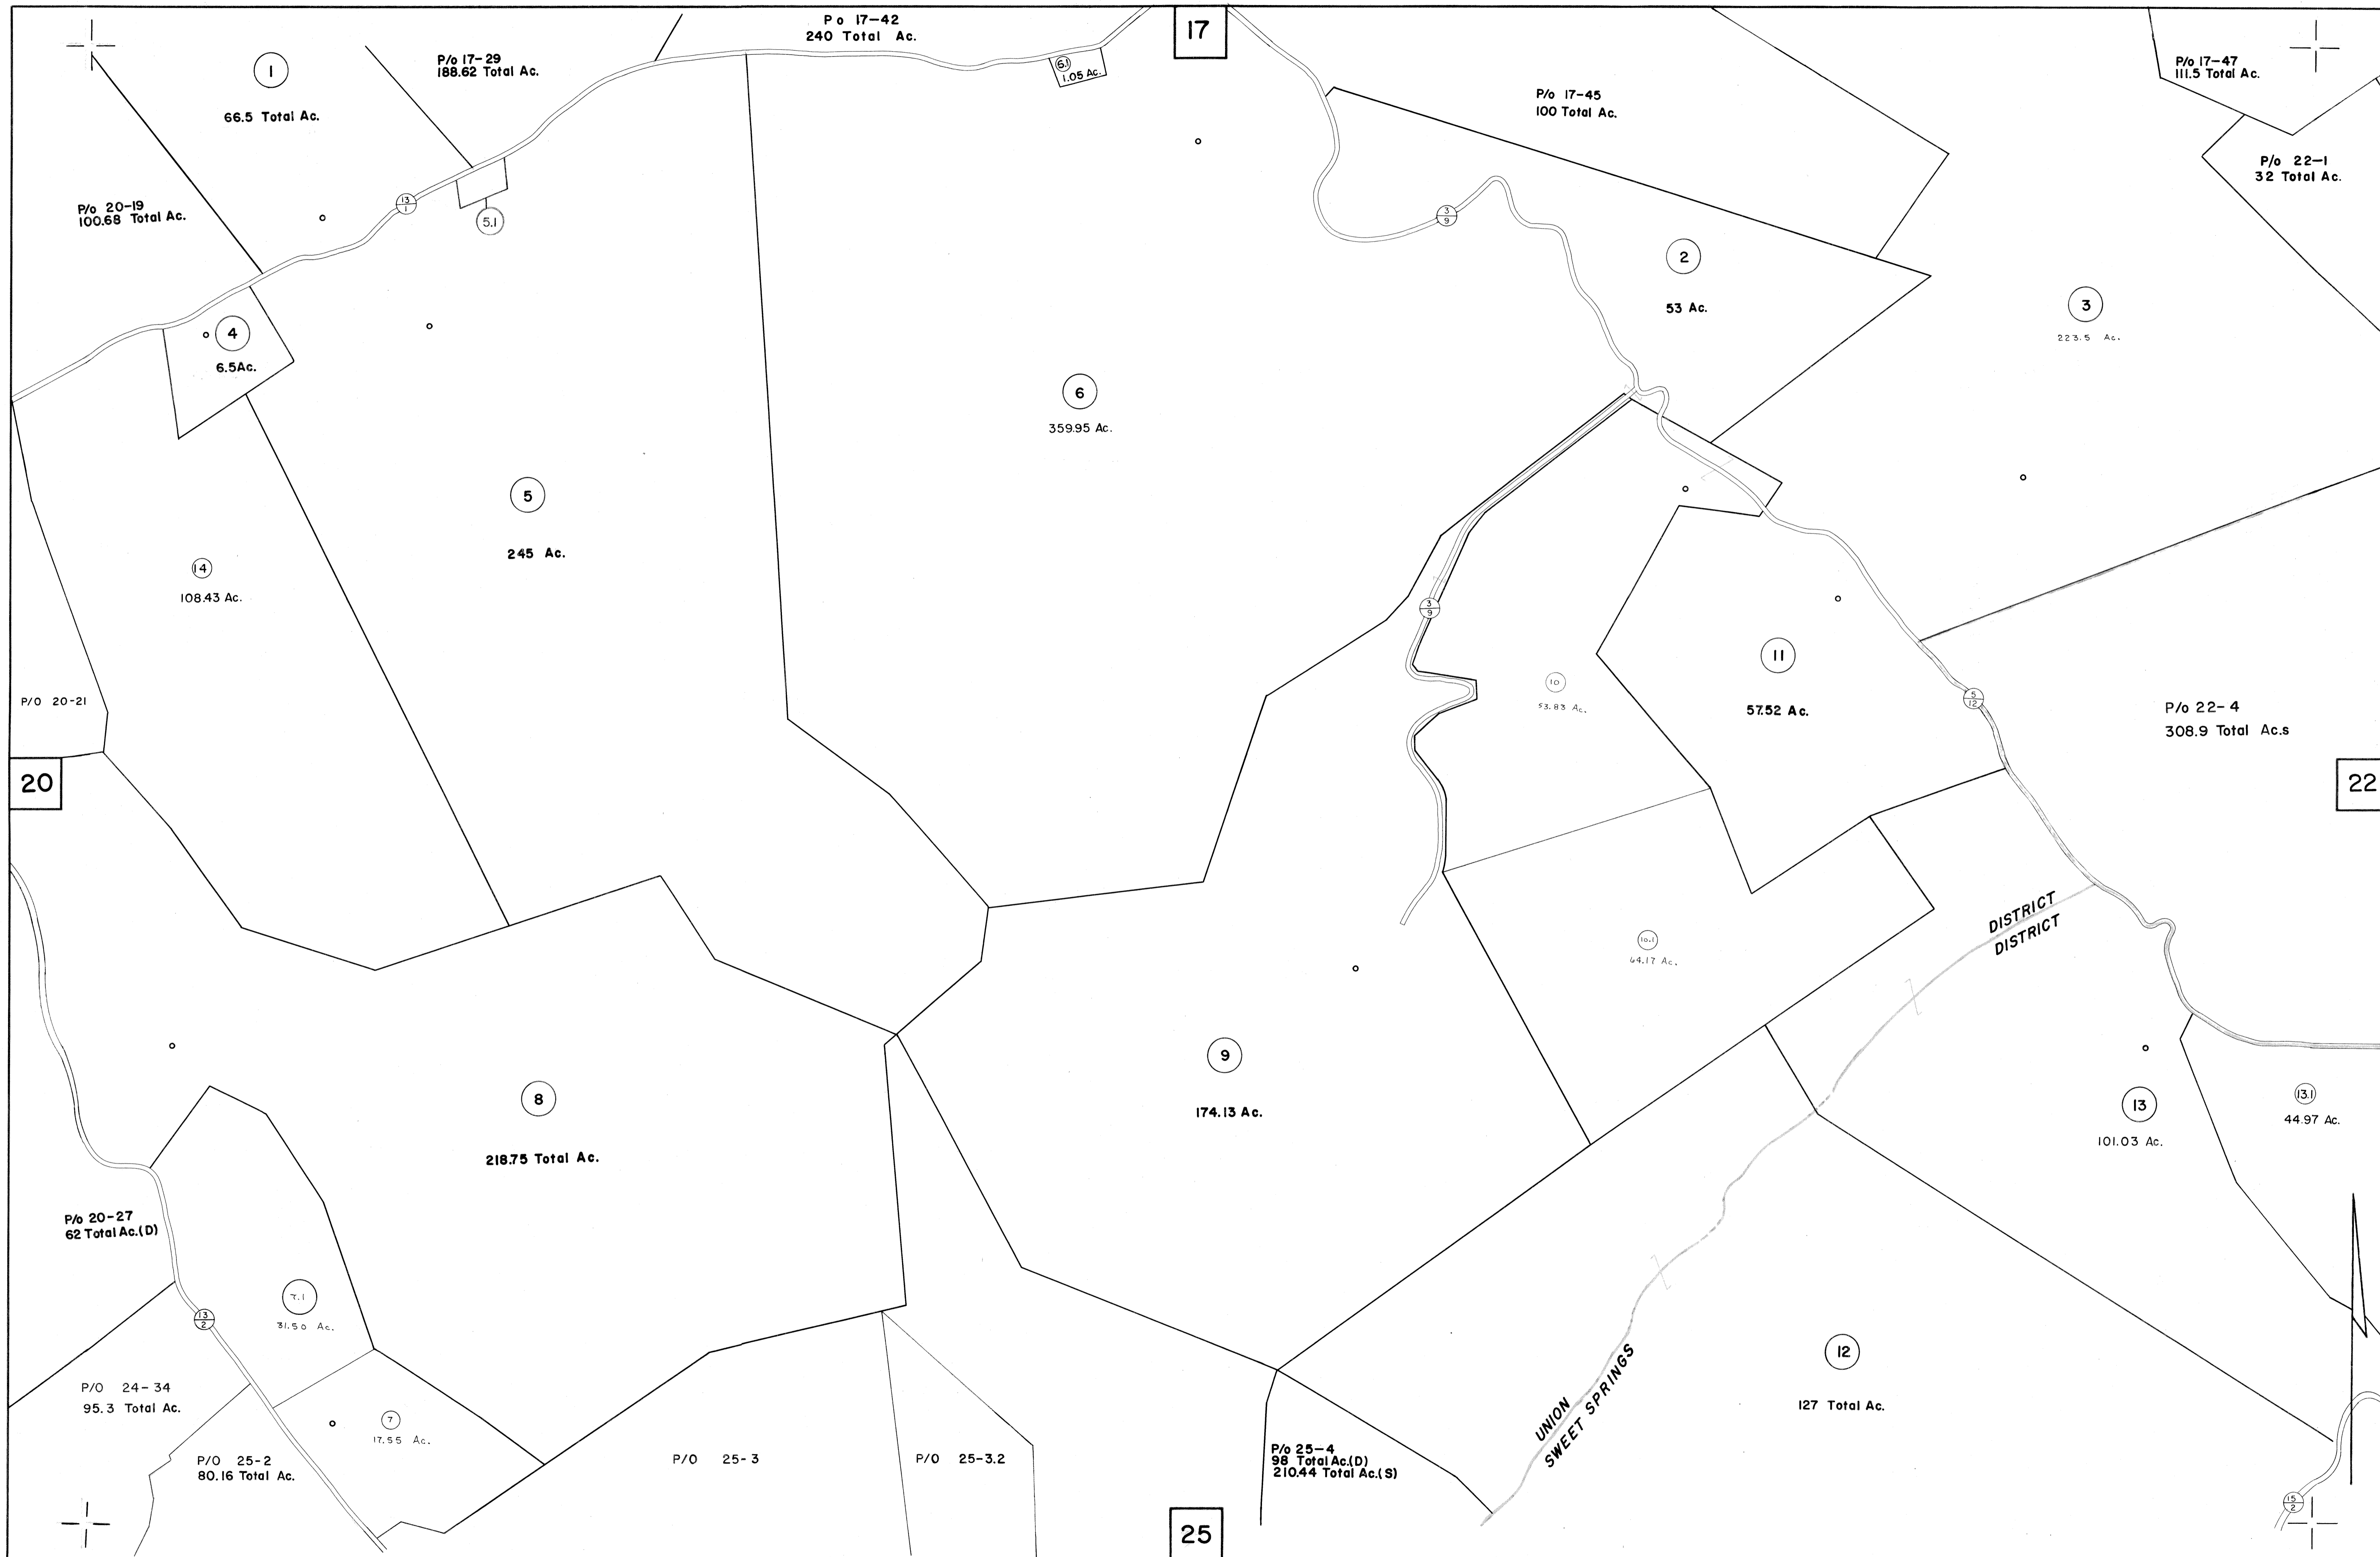 P o 17-42
240 Total Ac.
17
1
66.5 Total Ac.
P/o 17-29
188.62 Total Ac.
6.1
1.05 Ac.
P/o 17-45
100 Total Ac.
P/o 17-47
111.5 Total Ac.
P/o 22-1
32 Total Ac.
P/o 20-19
100.68 Total Ac.
13
1
5.1
3
9
2
53 Ac.
3
223.5 Ac.
4
6.5Ac.
6
359.95 Ac.
5
245 Ac.
14
108.43 Ac.
3
9
10
53.83 Ac.
11
57.52 Ac.
5
12
P/O 20-21
P/o 22-4
308.9 Total Ac.s
20
22
DISTRICT
DISTRICT
10.1
64.17 Ac.
9
174.13 Ac.
8
218.75 Total Ac.
13
101.03 Ac.
13.1
44.97 Ac.
P/o 20-27
62 Total Ac.(D)
7.1
31.50 Ac.
13
2
12
127 Total Ac.
P/O 24-34
95.3 Total Ac.
7
17.55 Ac.
P/O 25-2
80.16 Total Ac.
P/O 25-3
P/O 25-3.2
P/o 25-4
98 Total Ac.(D)
210.44 Total Ac.(S)
UNION
SWEET SPRINGS
15
2
25